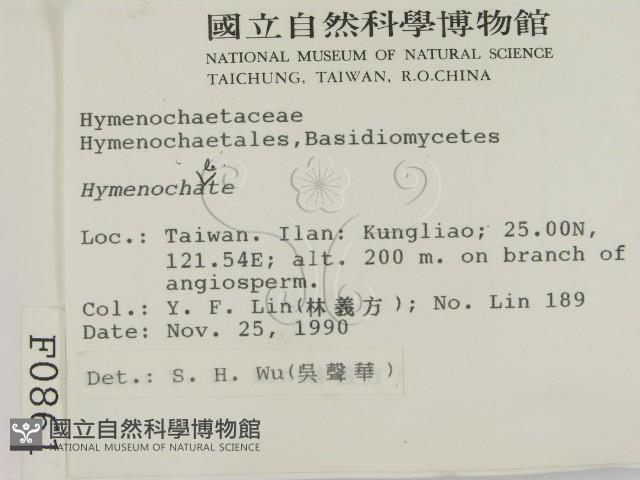 國立自然科學博物館
NATIONAL MUSEUM OF NATURAL SCIENCE
TAICHUNG, TAIWAN, R.O.CHINA
Hymenochaetaceae
Hymenochaetales,Basidiomycetes
Hymenochate
Loc.: Taiwan. Ilan: Kungliao; 25.00N,
121.54E; alt. 200 m. on branch of
angiosperm.
Col.: Y. F. Lin(林義方); No. Lin 189
Date: Nov. 25, 1990
Det.: S. H. Wu(吳聲華)
國立自然科學博物館
NATIONAL MUSEUM OF NATURAL SCIENCE